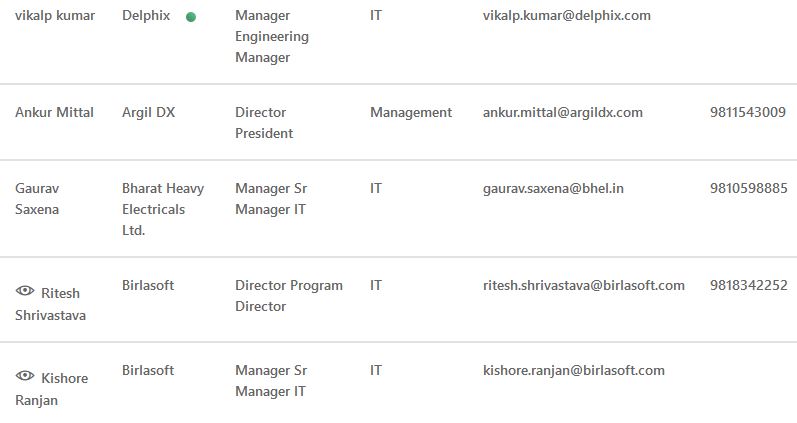 vikalp kumar Delphix Manager IT vikalp.kumar@delphix.com
Engineering
Manager
Ankur Mittal Argil DX Director Management ankur.mittal@argildx.com 9811543009
President
Gaurav Bharat Heavy Manager Sr IT gaurav.saxena@bhel.in 9810598885
Saxena Electricals Manager IT
Ltd.
Ritesh Birlasoft Director Program IT ritesh.shrivastava@birlasoft.com 9818342252
Shrivastava Director
Kishore Birlasoft Manager Sr IT kishore.ranjan@birlasoft.com
Ranjan Manager IT